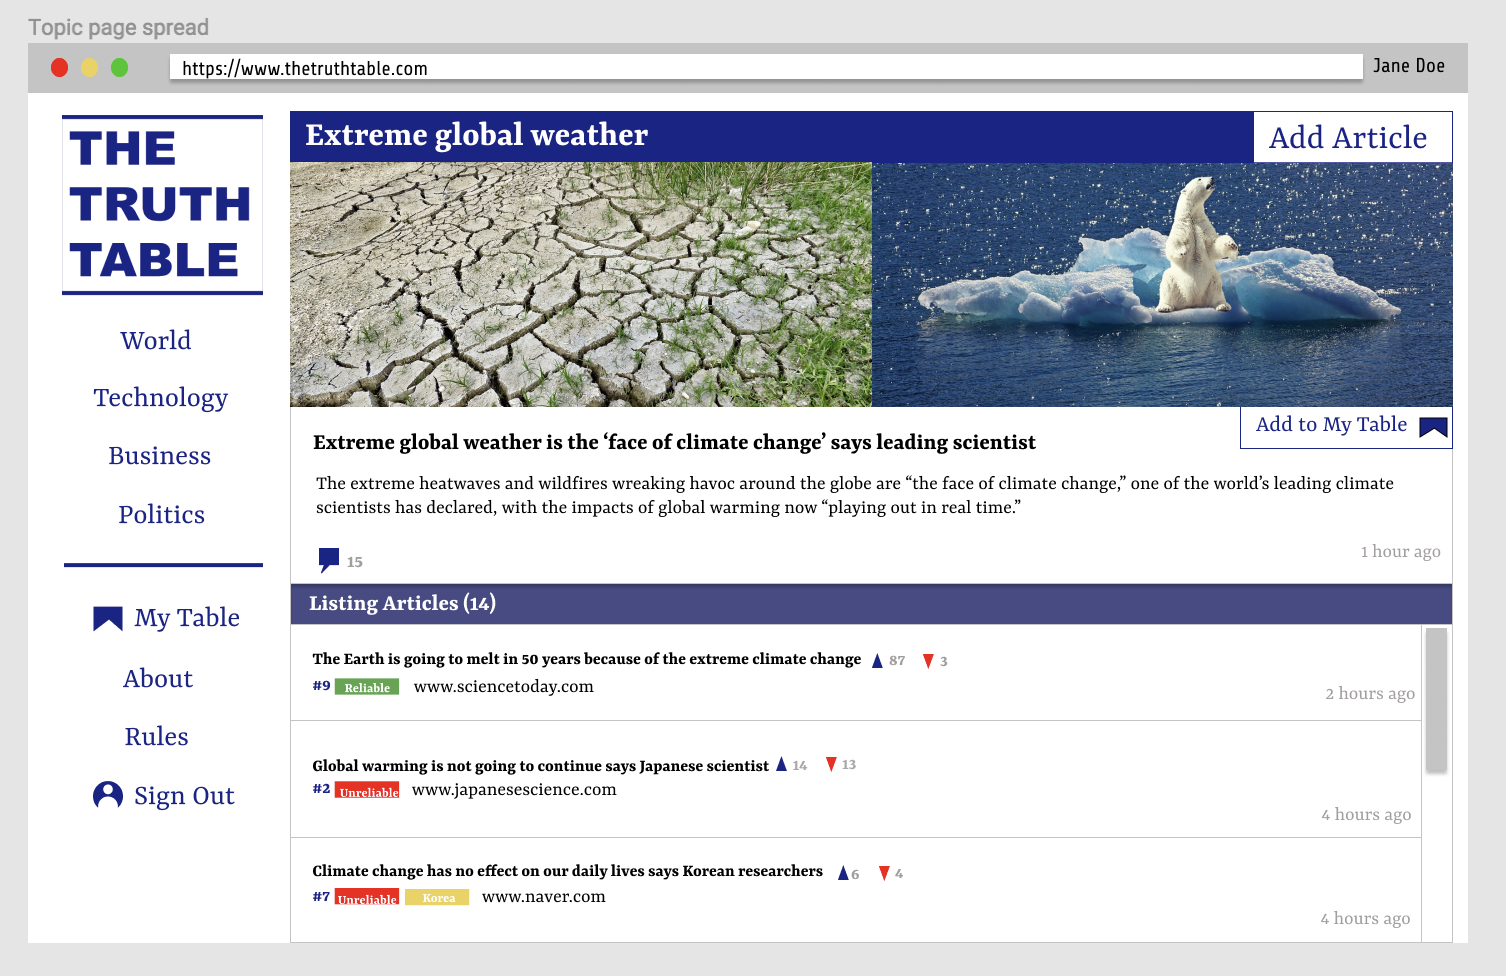 Topic page spread
https://www.thetruthtable.com
Jane Doe
THE
TRUTH
TABLE
World
Technology
Business
Politics
My Table
About
Rules
Sign Out
Extreme global weather
Add Article
Add to My Table
Extreme global weather is the ‘face of climate change’ says leading scientist
The extreme heatwaves and wildfires wreaking havoc around the globe are “the face of climate change,” one of the world’s leading climate
scientists has declared, with the impacts of global warming now “playing out in real time.”
15
1 hour ago
Listing Articles (14)
The Earth is going to melt in 50 years because of the extreme climate change 87 3
#9 Reliable www.sciencetoday.com
2 hours ago
Global warming is not going to continue says Japanese scientist 14 13
#2 Unreliable www.japanesescience.com
4 hours ago
Climate change has no effect on our daily lives says Korean researchers 6 4
#7 Unreliable Korea www.naver.com
4 hours ago